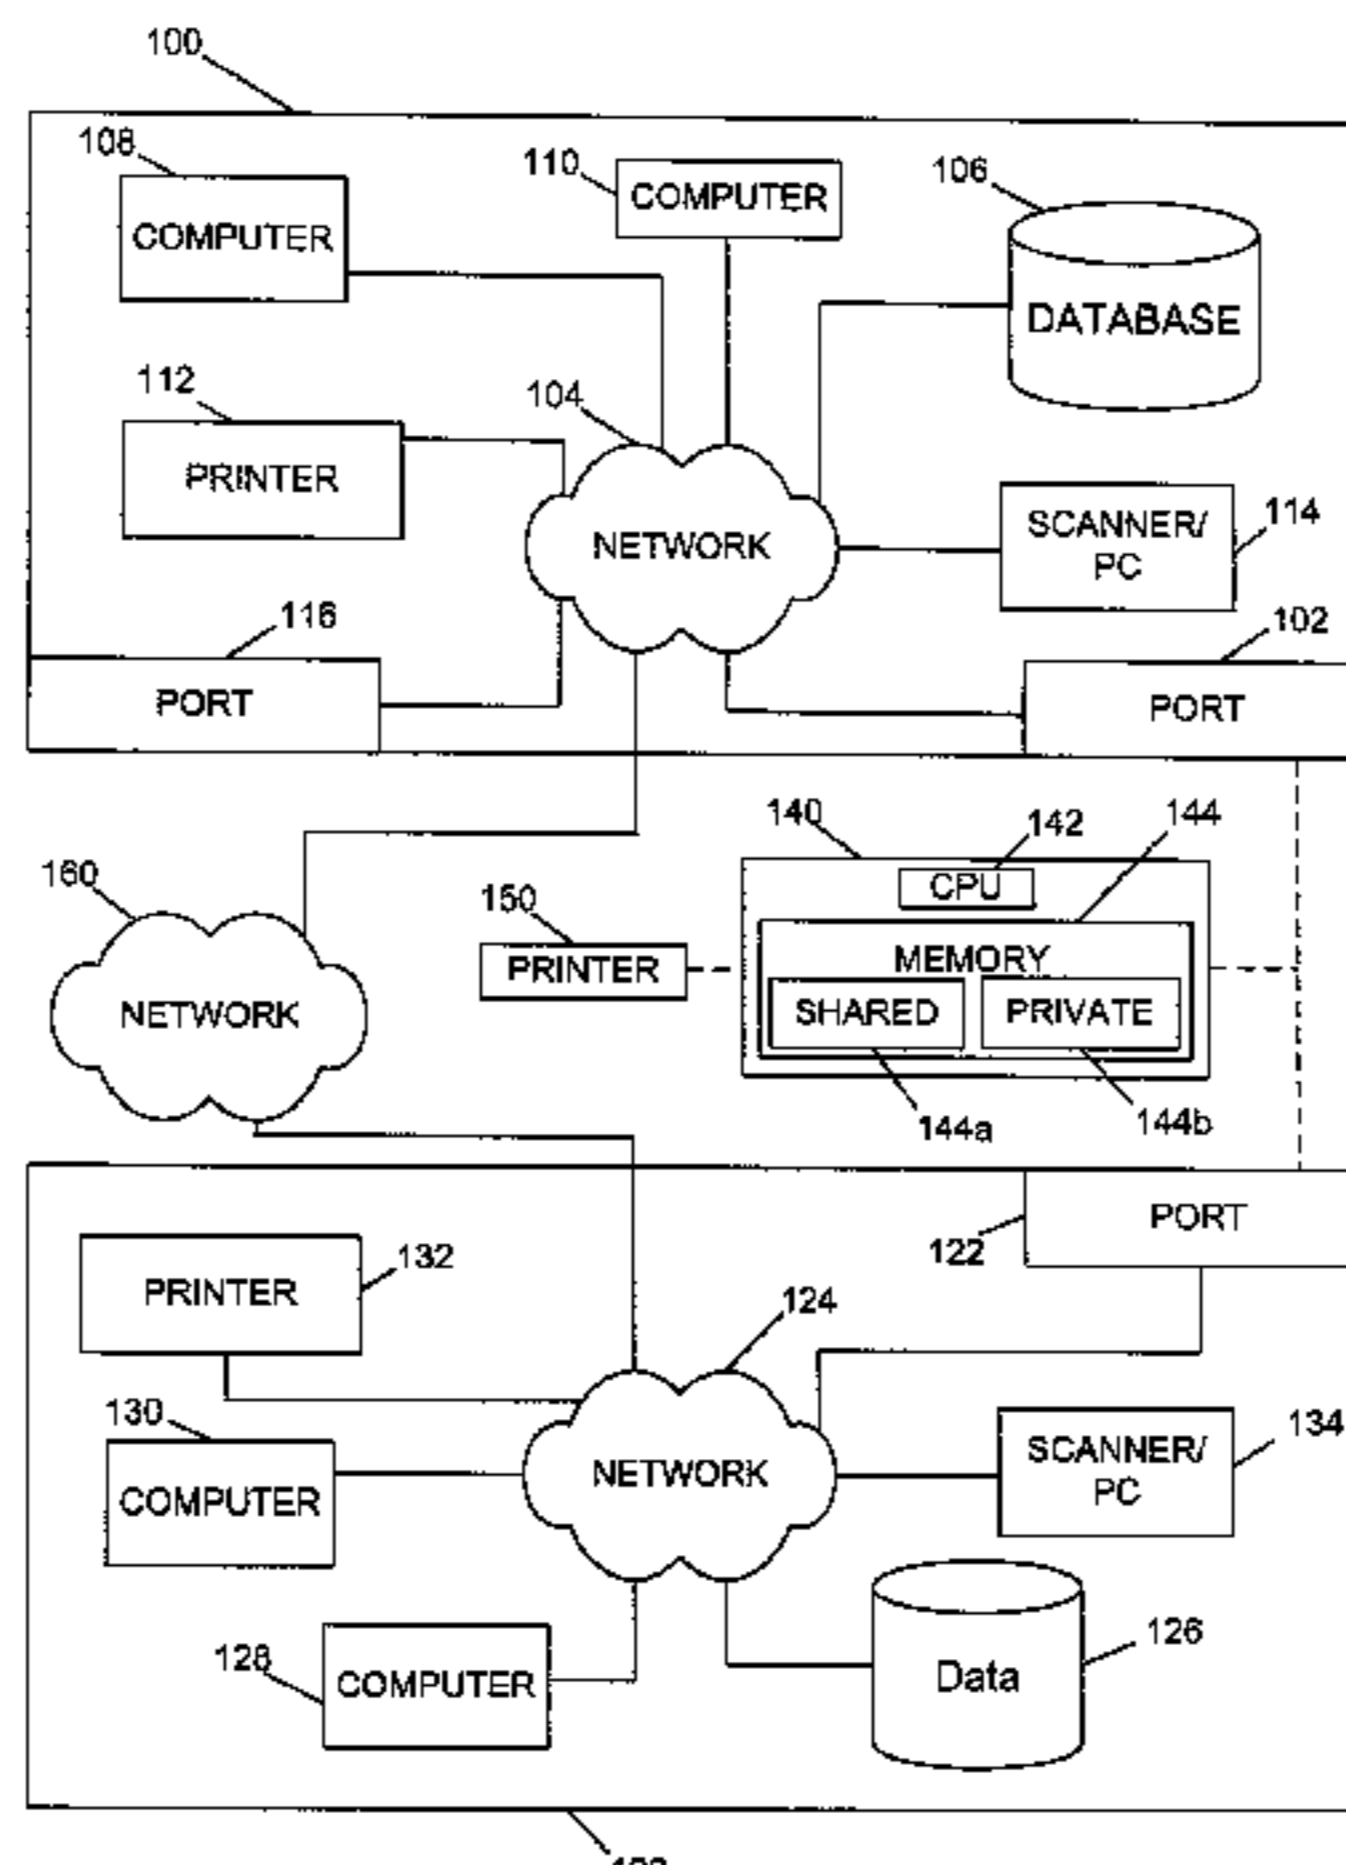 100
108
110
106
COMPUTER
COMPUTER
DATABASE
112
104
PRINTER
NETWORK
SCANNER/
PC
114
116
102
PORT
PORT
140
142
144
160
CPU
150
MEMORY
PRINTER
NETWORK
SHARED
PRIVATE
144a
144b
PORT
122
132
PRINTER
124
130
134
COMPUTER
NETWORK
SCANNER/
PC
128
126
COMPUTER
Data